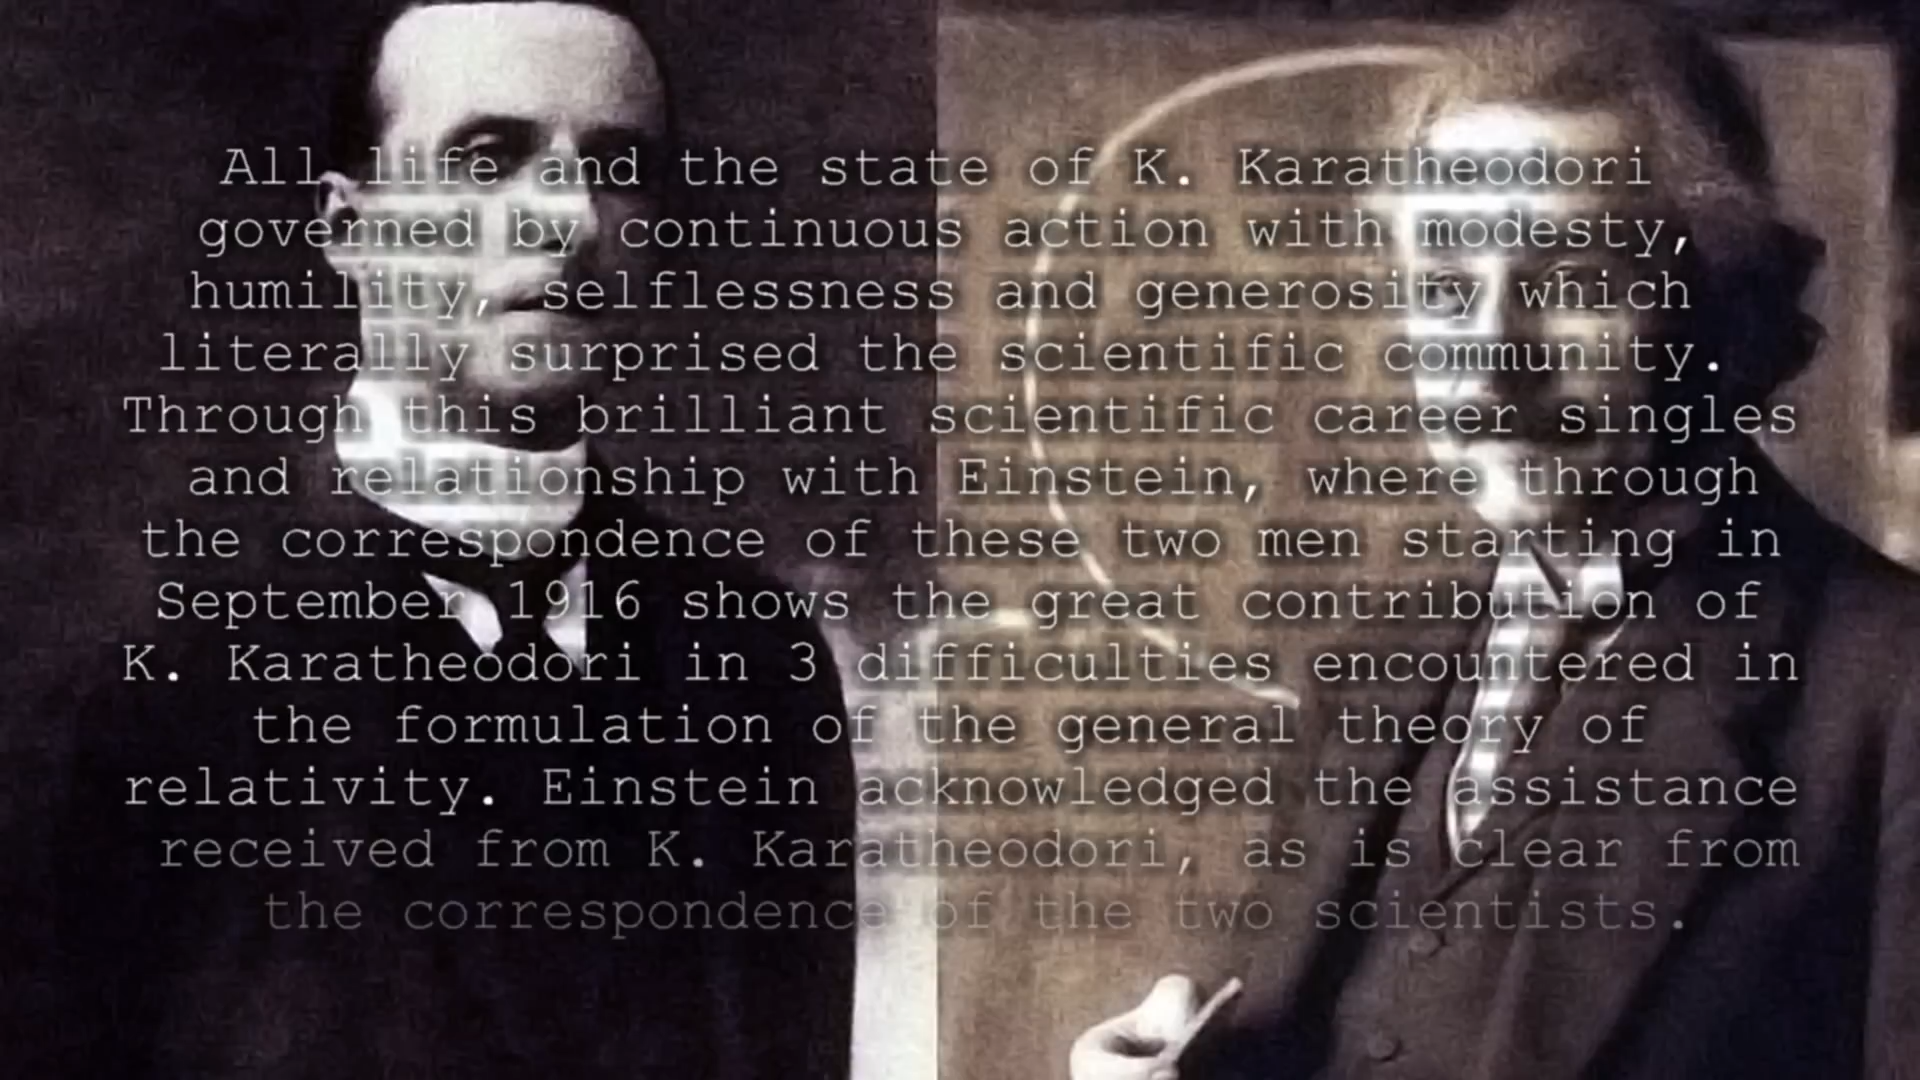 All life and the state of K. Karatheodori
governed by continuous action with modesty,
humility, selflessness and generosity which
literally surprised the scientific community.
Through this brilliant scientific career singles
and relationship with Einstein, where through
the correspondence of these two men starting in
September 1916 shows the great contribution of
K. Karatheodori in 3 difficulties encountered in
the formulation of the general theory of
relativity. Einstein acknowledged the assistance
received from K. Karatheodori, as is clear from
the correspondence of the two scientists.